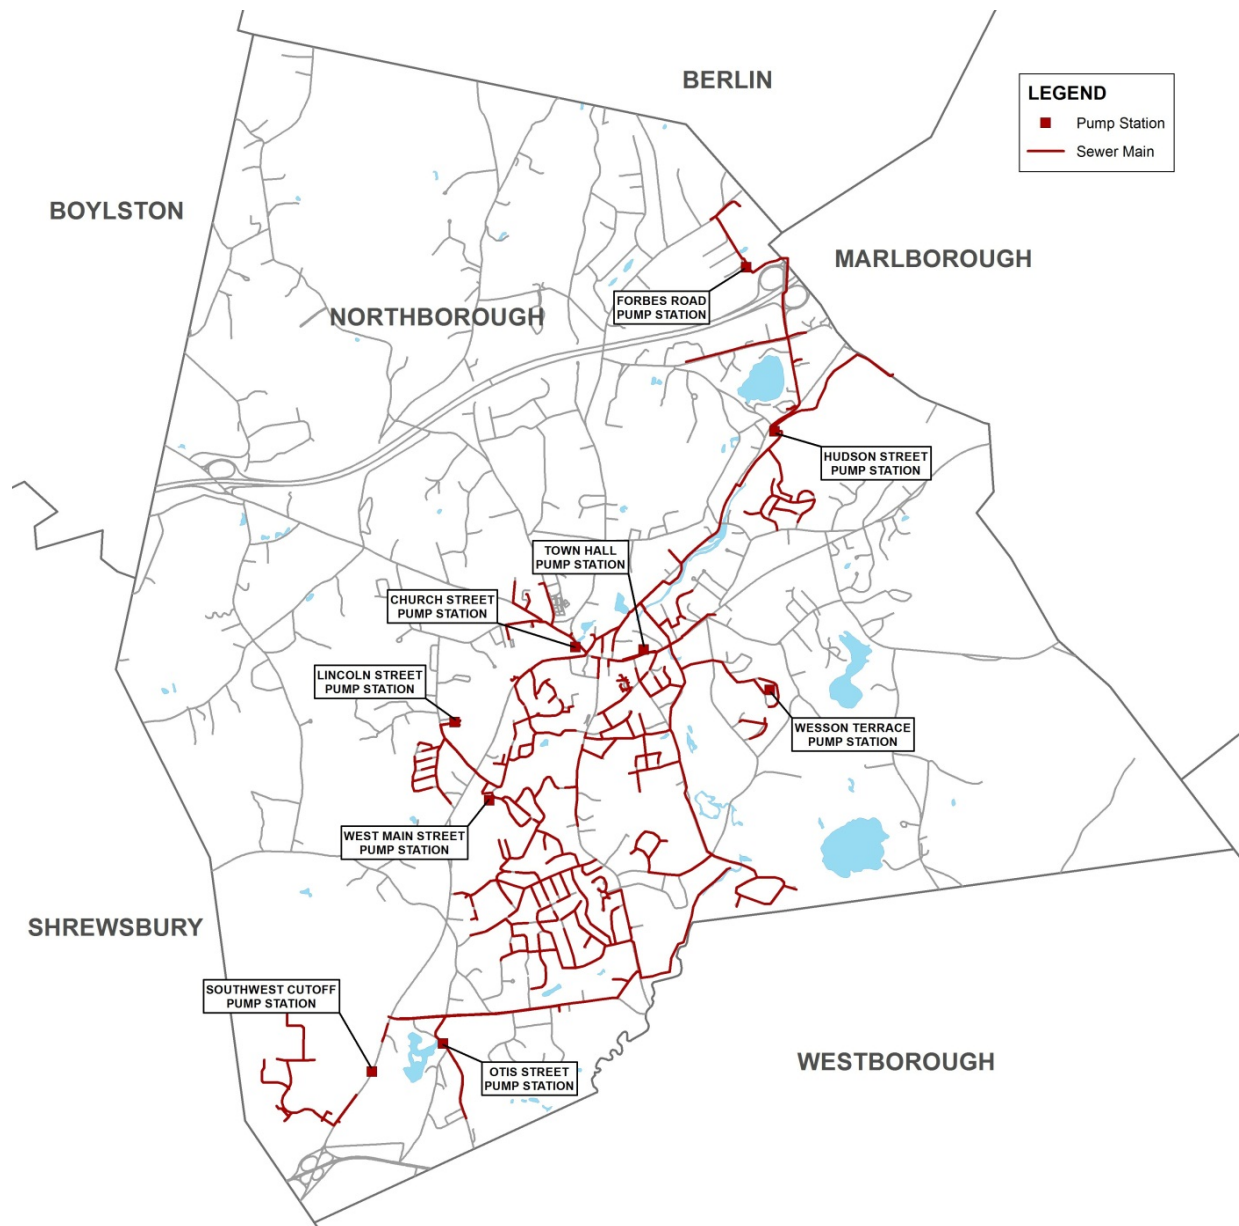 BERLIN
LEGEND
Pump Station
Sewer Main
BOYLSTON
MARLBOROUGH
FORBES ROAD
PUMP STATION
NORTHBOROUGH
HUDSON STREET
PUMP STATION
TOWN HALL
PUMP STATION
CHURCH STREET
PUMP STATION
LINCOLN STREET
PUMP STATION
WESSON TERRACE
PUMP STATION
WEST MAIN STREET
PUMP STATION
SHREWSBURY
SOUTHWEST CUTOFF
PUMP STATION
WESTBOROUGH
OTIS STREET
PUMP STATION